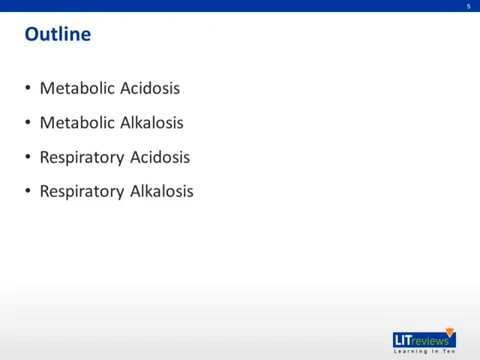 5
Outline
• Metabolic Acidosis
• Metabolic Alkalosis
• Respiratory Acidosis
• Respiratory Alkalosis
LITreviews
Learning In Ten